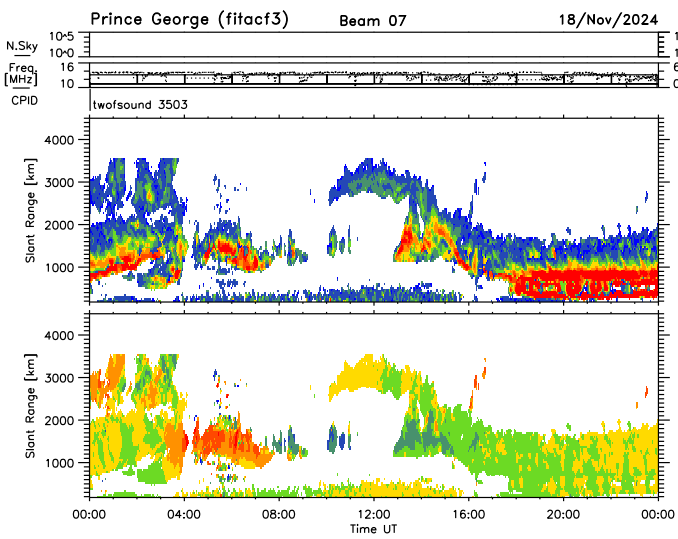 Prince George (fitacf3) Beam 07 18/Nov/2024
N.Sky 10+5 10+0
Freq. [MHz] 16 10
CPID twofsound 3503
Slant Range [km] 4000 3000 2000 1000
Slant Range [km] 4000 3000 2000 1000
00:00 04:00 08:00 12:00 16:00 20:00 00:00
Time UT